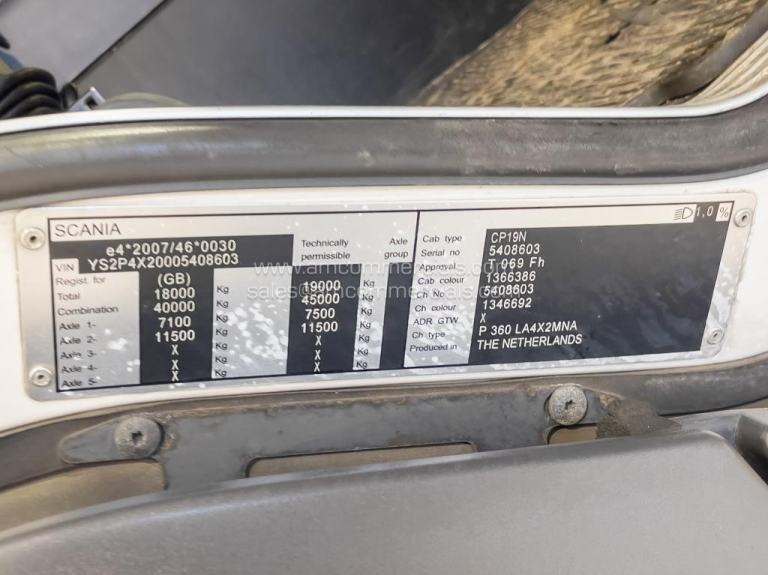 SCANIA
e4*2007/46*0030
VIN YS2P4X20005408603
Technically permissible
Axle group
Regist. for (GB)
Total 18000 Kg 19000 Kg
Combination 40000 Kg 45000 Kg
Axle 1- 7100 Kg 7500 Kg
Axle 2- 11500 Kg 11500 Kg
Axle 3- X Kg X Kg
Axle 4- X Kg X Kg
Axle 5- X Kg X Kg
1,0 %
Cab type CP19N
Serial no 5408603
Approval T 069 Fh
Cab colour 1366386
Ch No 5408603
Ch colour 1346692
ADR GTW X
Ch type P 360 LA4X2MNA
Produced in THE NETHERLANDS
www.amcommercials.com
sales@amcommercials.com